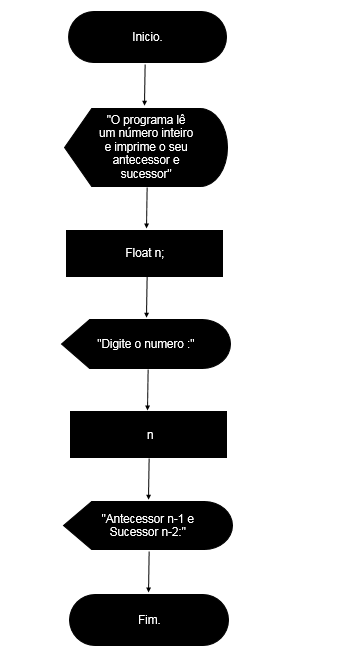 Inicio.
"O programa lê
um número inteiro
e imprime o seu
antecessor e
sucessor"
Float n;
"Digite o numero :"
n
"Antecessor n-1 e
Sucessor n-2:"
Fim.